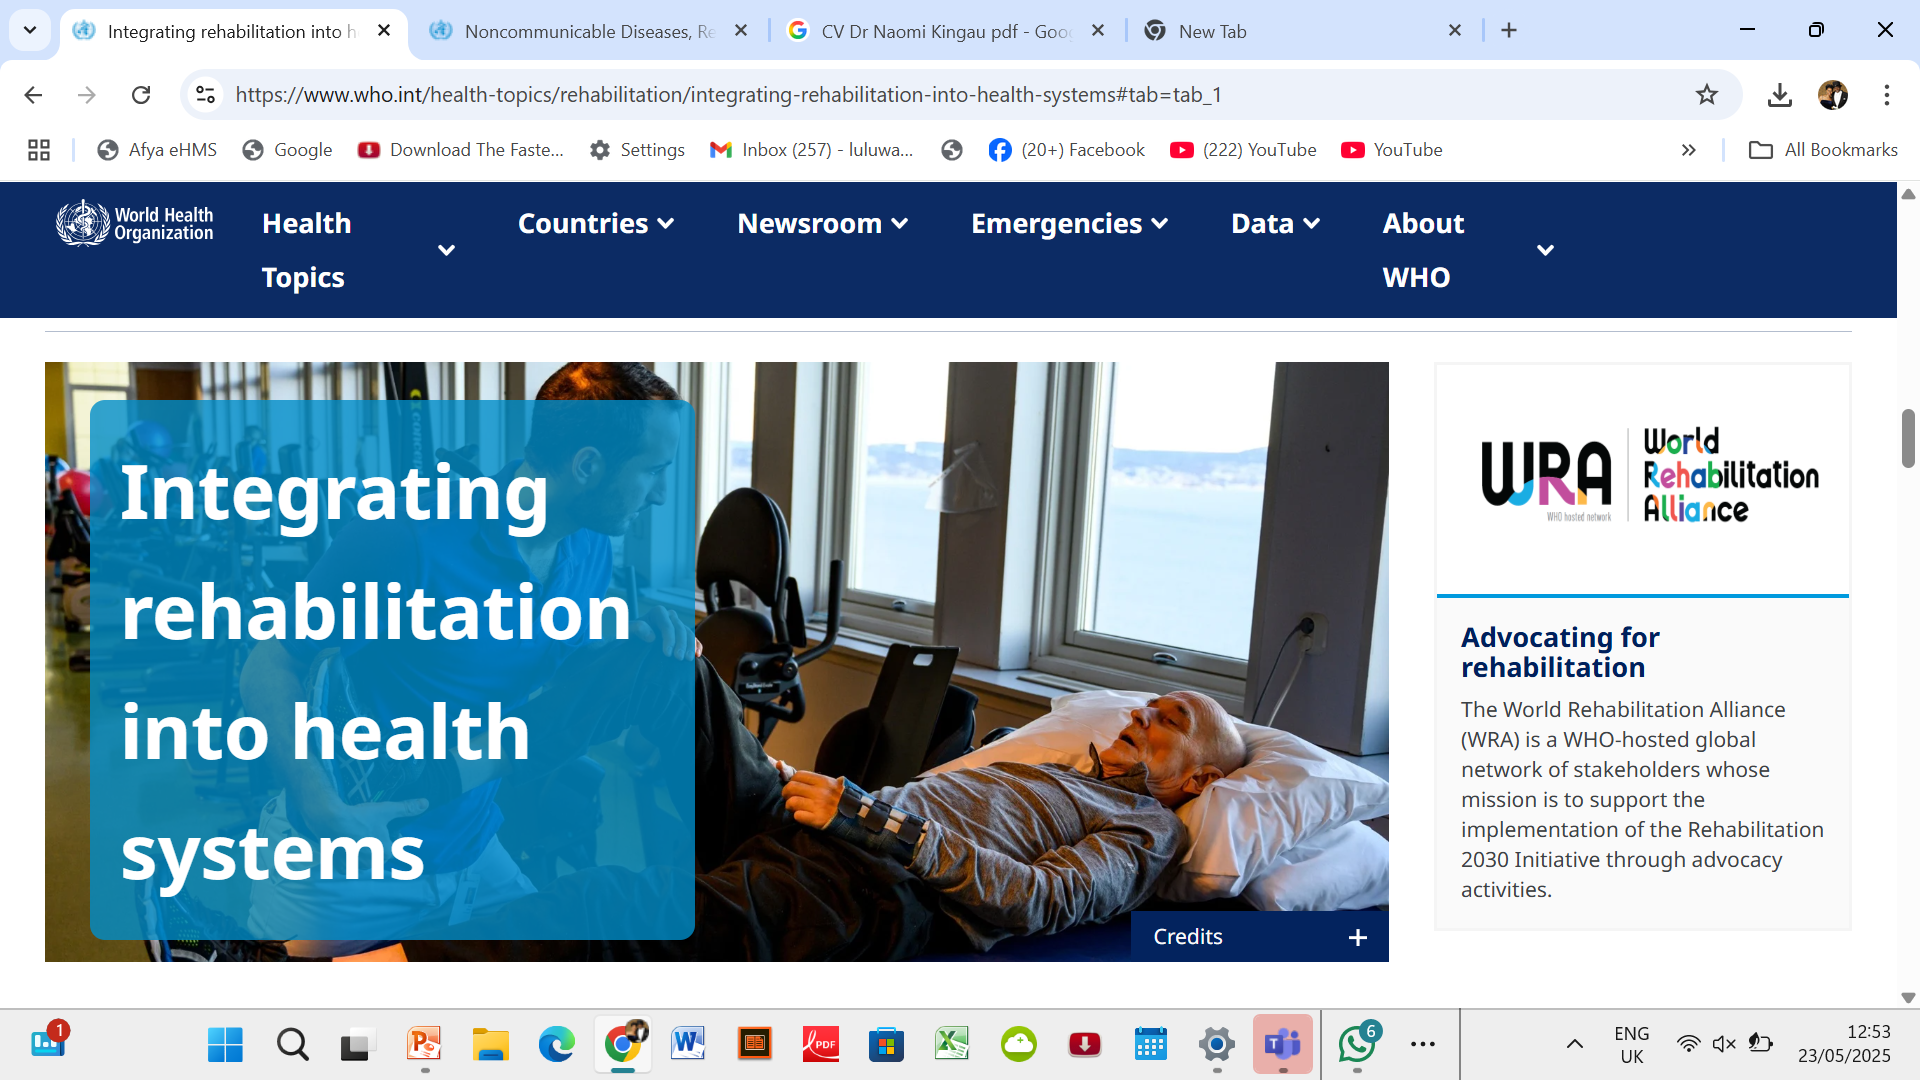 Integrating rehabilitation into h
Noncommunicable Diseases, Re
CV Dr Naomi Kingau pdf - Goo
New Tab
https://www.who.int/health-topics/rehabilitation/integrating-rehabilitation-into-health-systems#tab=tab_1
Afya eHMS
Google
Download The Faste...
Settings
Inbox (257) - luluwa...
(20+) Facebook
(222) YouTube
YouTube
All Bookmarks
World Health
Organization
Health
Topics
Countries
Newsroom
Emergencies
Data
About
WHO
Integrating
rehabilitation
into health
systems
Credits
WRA
WHO hosted network
World
Rehabilitation
Alliance
Advocating for
rehabilitation
The World Rehabilitation Alliance
(WRA) is a WHO-hosted global
network of stakeholders whose
mission is to support the
implementation of the Rehabilitation
2030 Initiative through advocacy
activities.
1
PDF
6
ENG
UK
12:53
23/05/2025